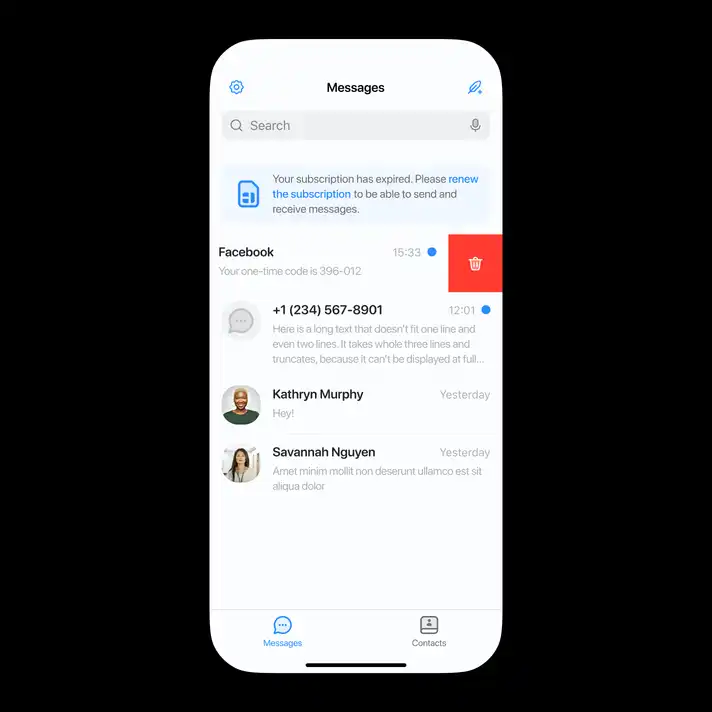 Messages
Search
Your subscription has expired. Please renew
the subscription to be able to send and
receive messages.
Facebook 15:33
Your one-time code is 396-012
+1 (234) 567-8901 12:01
Here is a long text that doesn't fit one line and
even two lines. It takes whole three lines and
truncates, because it can't be displayed at full...
Kathryn Murphy Yesterday
Hey!
Savannah Nguyen Yesterday
Amet minim mollit non deserunt ullamco est sit
aliqua dolor
Messages Contacts